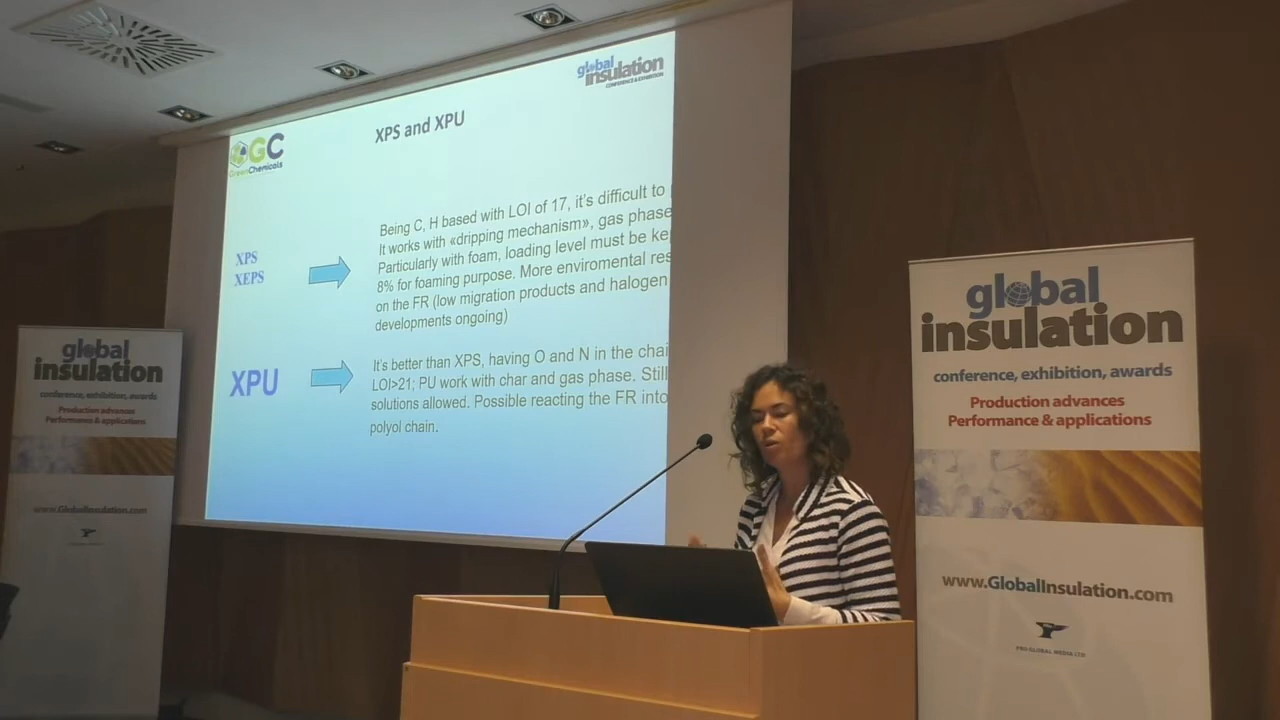 global
insulation
CONFERENCE & EXHIBITION
GC
GreenChemicals
XPS and XPU
XPS
XEPS
Being C, H based with LOI of 17, it's difficult to
It works with «dripping mechanism», gas phase
Particularly with foam, loading level must be ke
8% for foaming purpose. More enviromental res
on the FR (low migration products and halogen
developments ongoing)
XPU
It's better than XPS, having O and N in the chai
LOI>21; PU work with char and gas phase. Still
solutions allowed. Possible reacting the FR into
polyol chain.
global
insulation
conference, exhibition, awards
Production advances
Performance & applications
www.GlobalInsulation.com
global
insulation
conference, exhibition, awards
Production advances
Performance & applications
www.GlobalInsulation.com
PRO GLOBAL MEDIA LTD